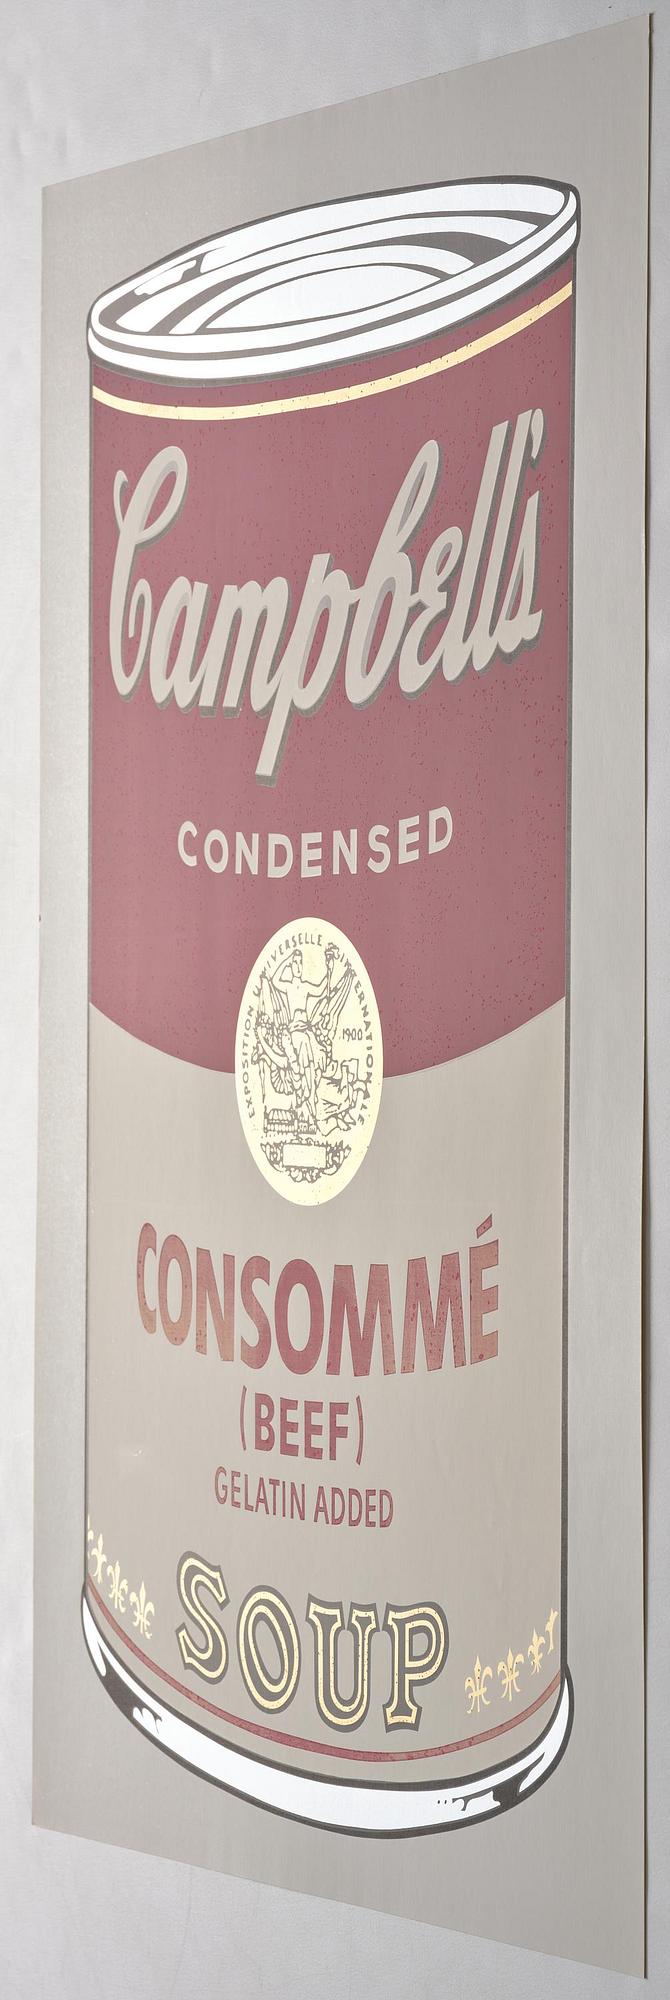 Campbell's
CONDENSED
EXPOSITION UNIVERSELLE INTERNATIONALE
1900
CONSOMMÉ
(BEEF)
GELATIN ADDED
SOUP